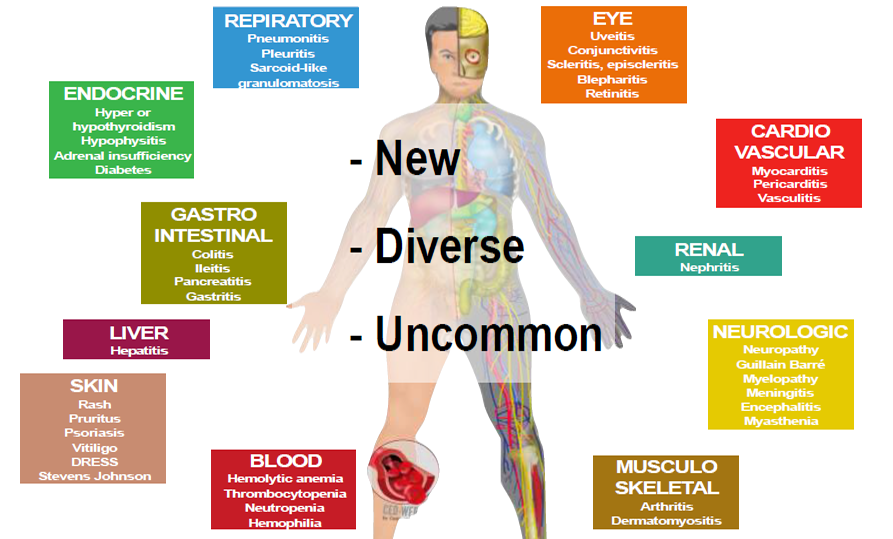 REPIRATORY
Pneumonitis
Pleuritis
Sarcoid-like
granulomatosis
EYE
Uveitis
Conjunctivitis
Scleritis, episcleritis
Blepharitis
Retinitis
ENDOCRINE
Hyper or
hypothyroidism
Hypophysitis
Adrenal insufficiency
Diabetes
CARDIO
VASCULAR
Myocarditis
Pericarditis
Vasculitis
- New
GASTRO
INTESTINAL
Colitis
Ileitis
Pancreatitis
Gastritis
- Diverse
RENAL
Nephritis
LIVER
Hepatitis
- Uncommon
NEUROLOGIC
Neuropathy
Guillain Barré
Myelopathy
Meningitis
Encephalitis
Myasthenia
SKIN
Rash
Pruritus
Psoriasis
Vitiligo
DRESS
Stevens Johnson
BLOOD
Hemolytic anemia
Thrombocytopenia
Neutropenia
Hemophilia
MUSCULO
SKELETAL
Arthritis
Dermatomyositis